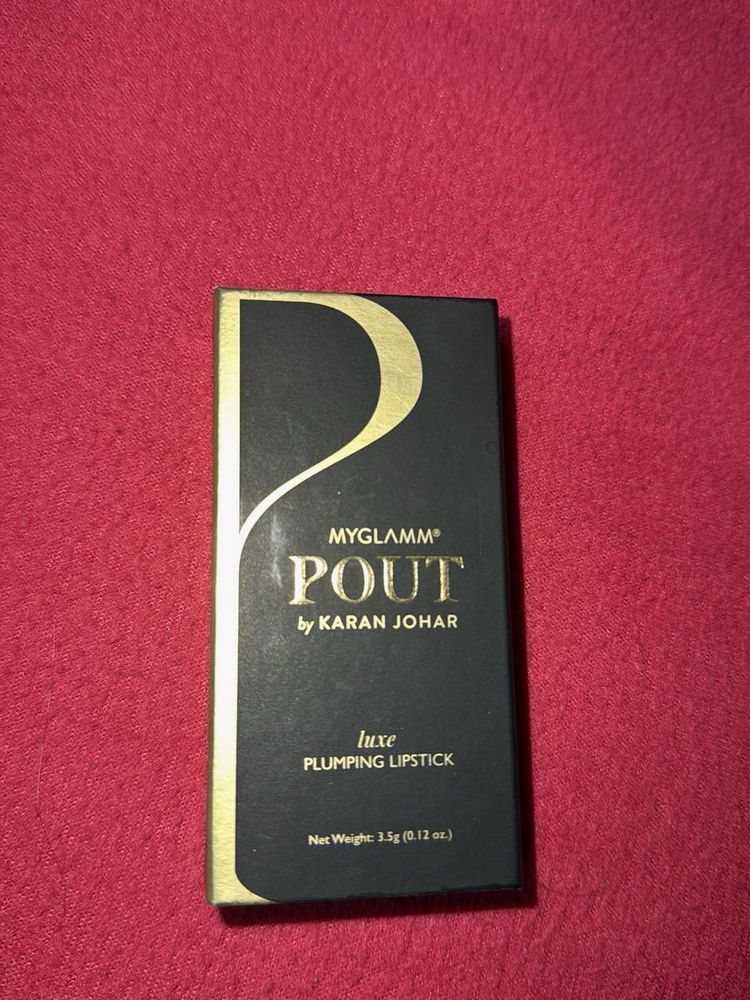 MYGLAMM®
POUT
by KARAN JOHAR
luxe
PLUMPING LIPSTICK
Net Weight: 3.5g (0.12 oz.)